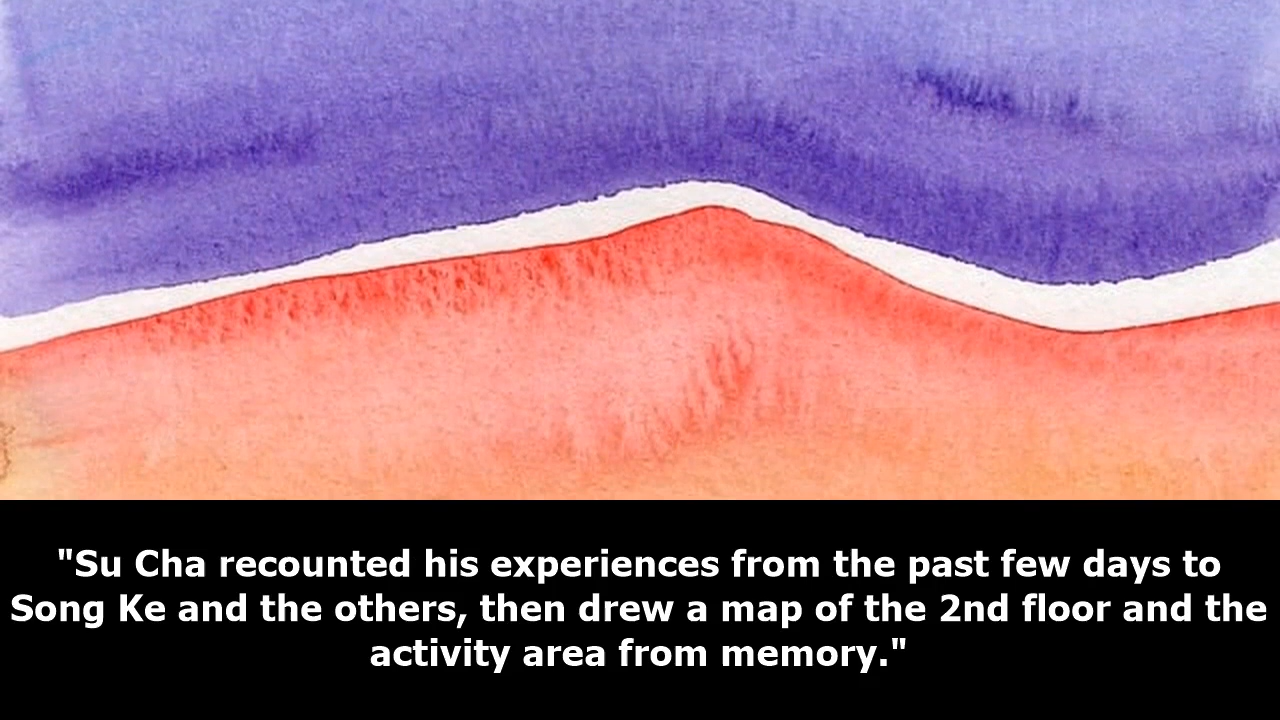 "Su Cha recounted his experiences from the past few days to
Song Ke and the others, then drew a map of the 2nd floor and the
activity area from memory."